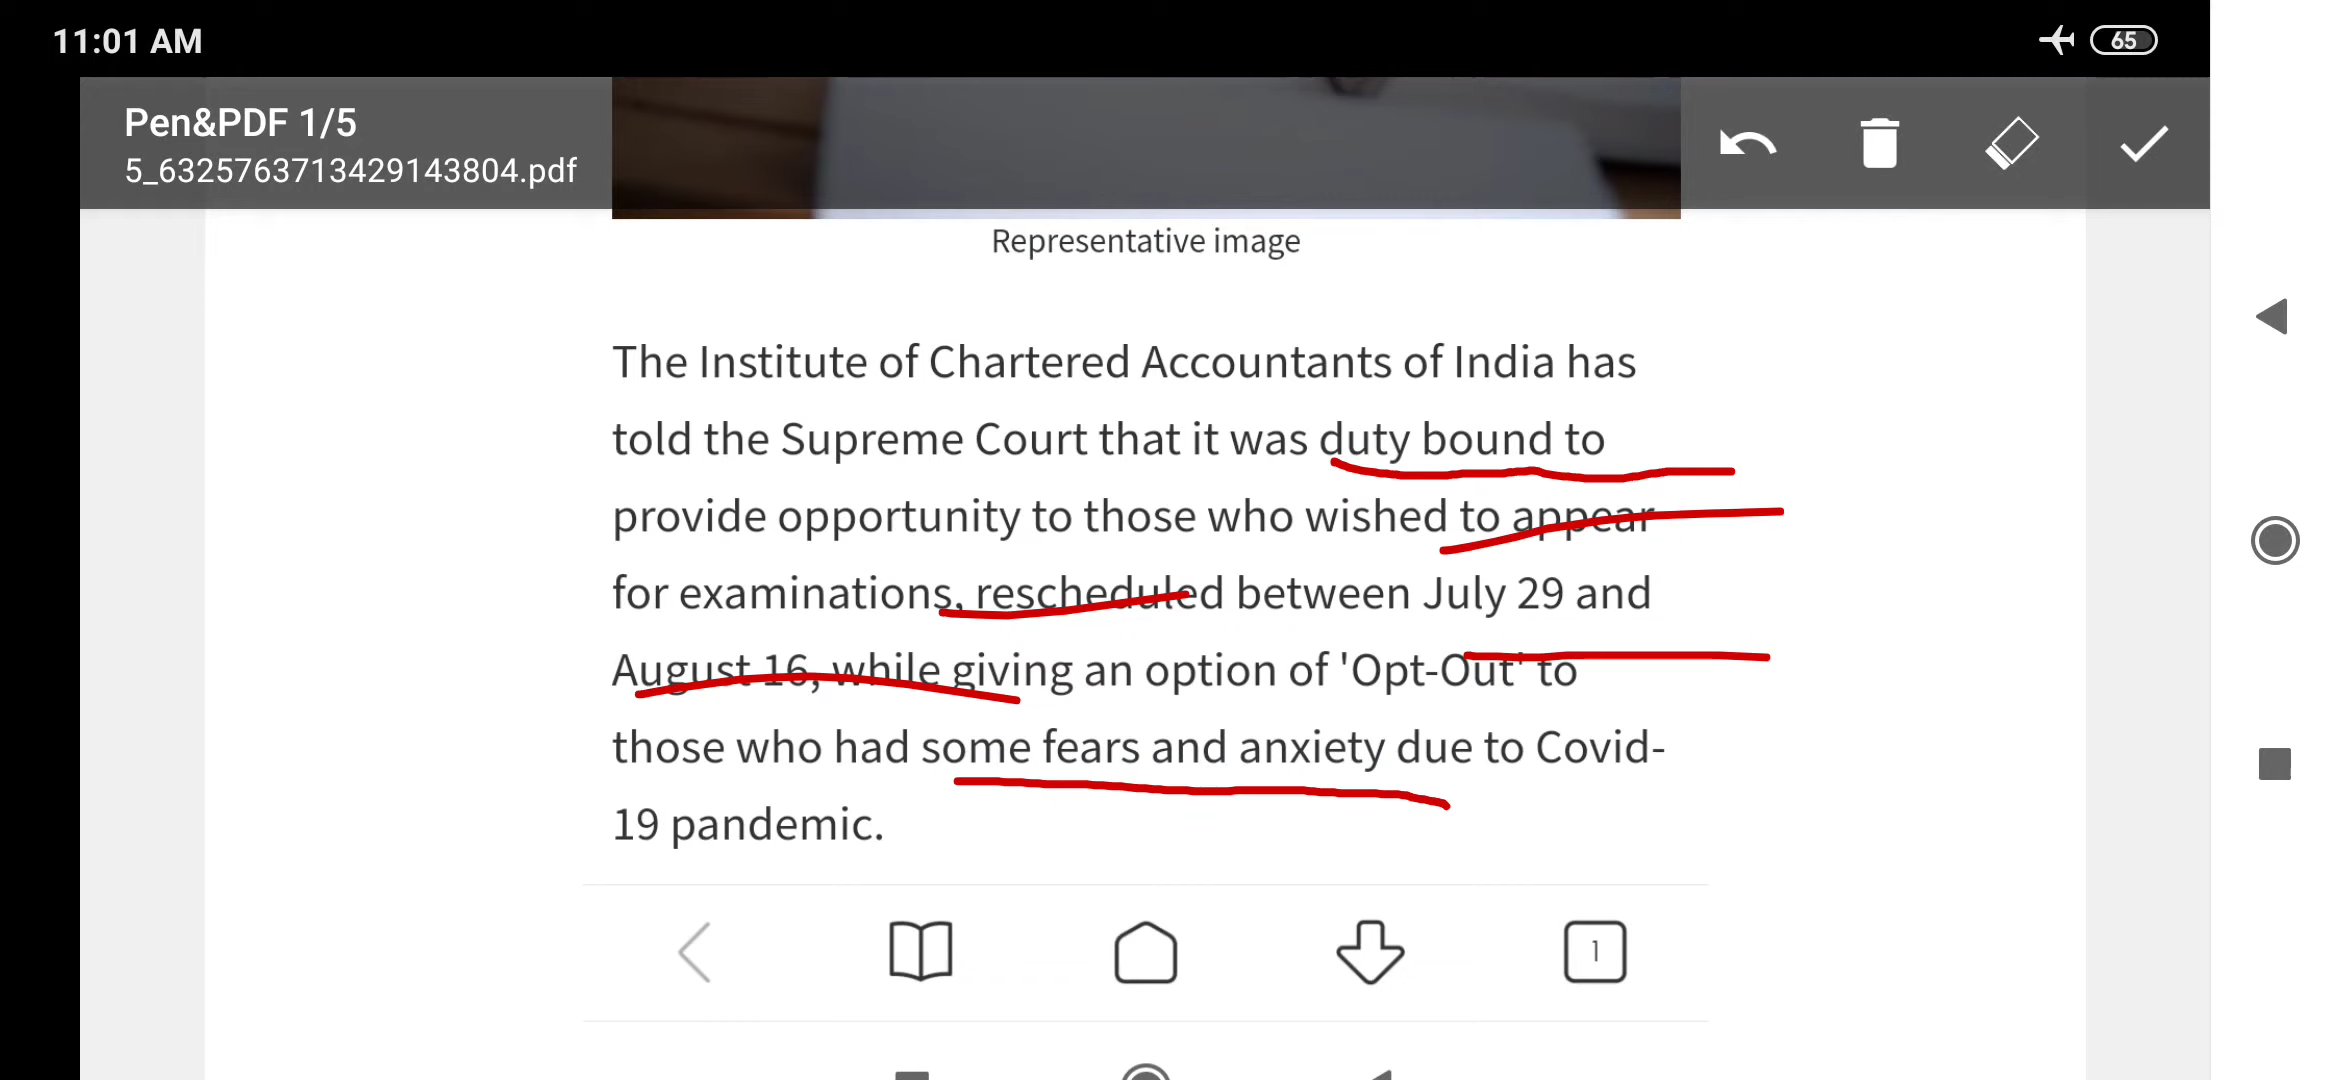 11:01 AM
65
Pen&PDF 1/5
5_6325763713429143804.pdf
Representative image
The Institute of Chartered Accountants of India has
told the Supreme Court that it was duty bound to
provide opportunity to those who wished to appear
for examinations, rescheduled between July 29 and
August 16, while giving an option of 'Opt-Out' to
those who had some fears and anxiety due to Covid-
19 pandemic.
1